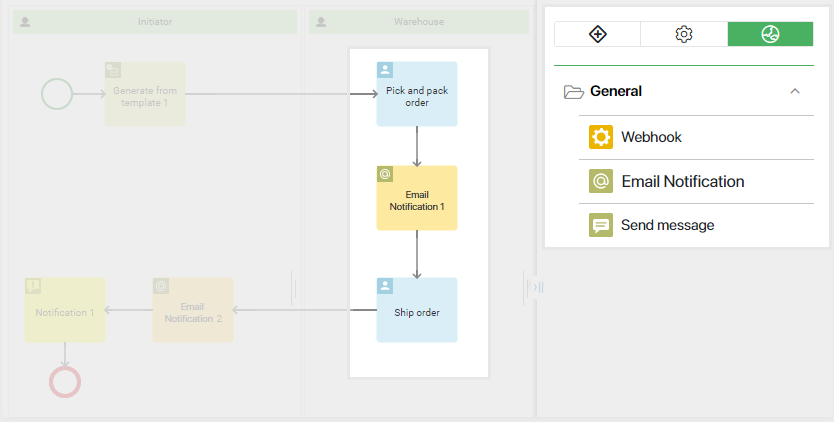 Initiator
Warehouse
Generate from
template 1
Pick and pack
order
Email
Notification 1
Notification 1
Email
Notification 2
Ship order
General
Webhook
Email Notification
Send message